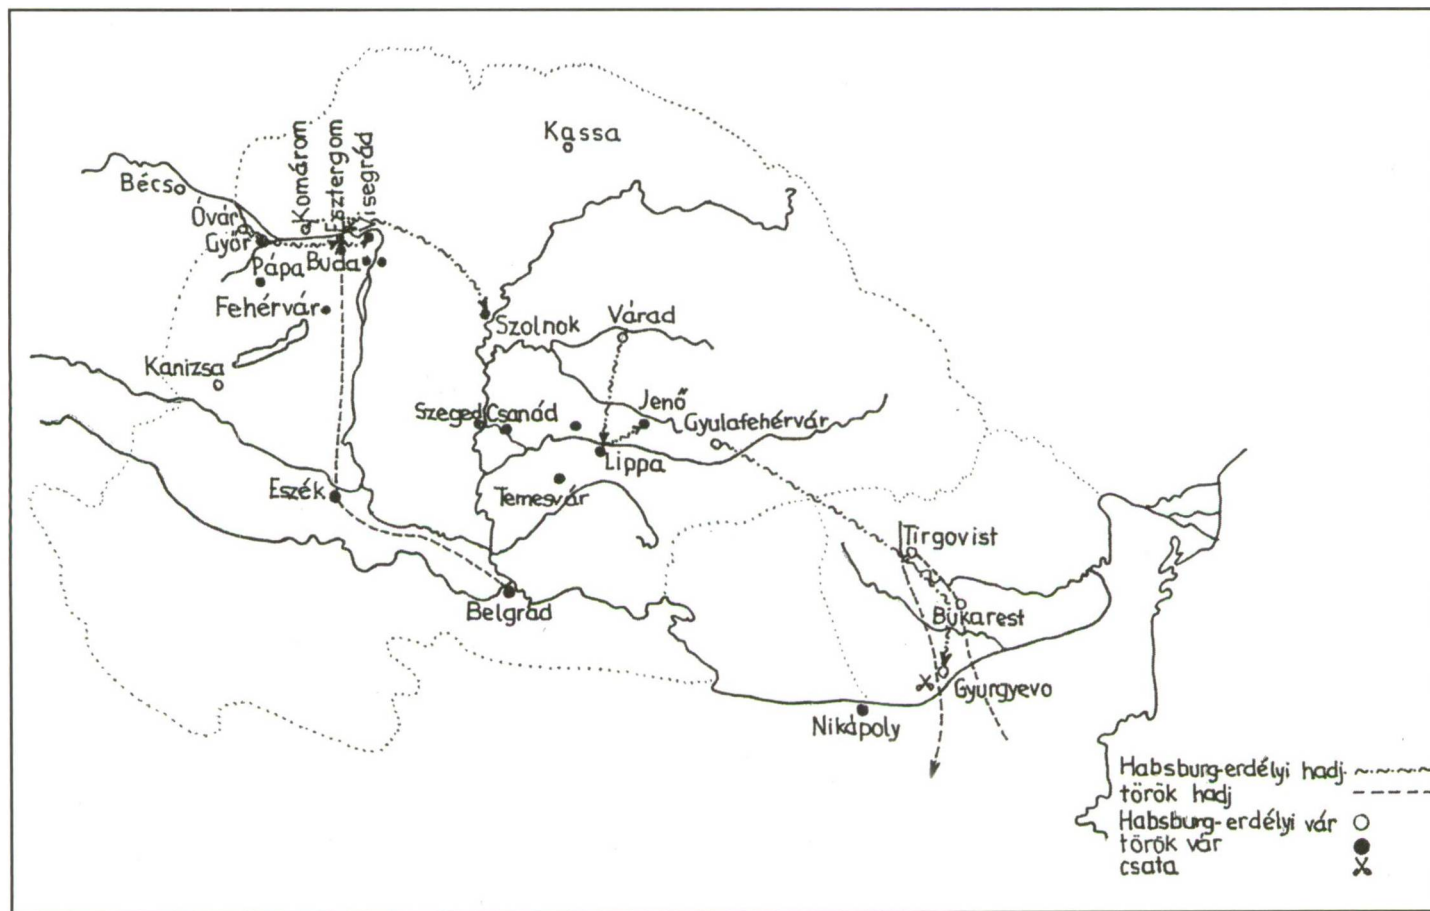 Kassa
Komárom
Esztergom
isegrád
Bécs
Óvár
Győr
Pápa
Buda
Fehérvár
Szolnok
Várad
Kanizsa
Szeged
Csanád
Jenő
Gyulafehérvár
Lippa
Eszék
Temesvár
Tirgovist
Belgrád
Bukarest
Gyurgyevo
Nikápoly
Habsburg-erdélyi hadj.
török hadj
Habsburg-erdélyi vár
török vár
csata